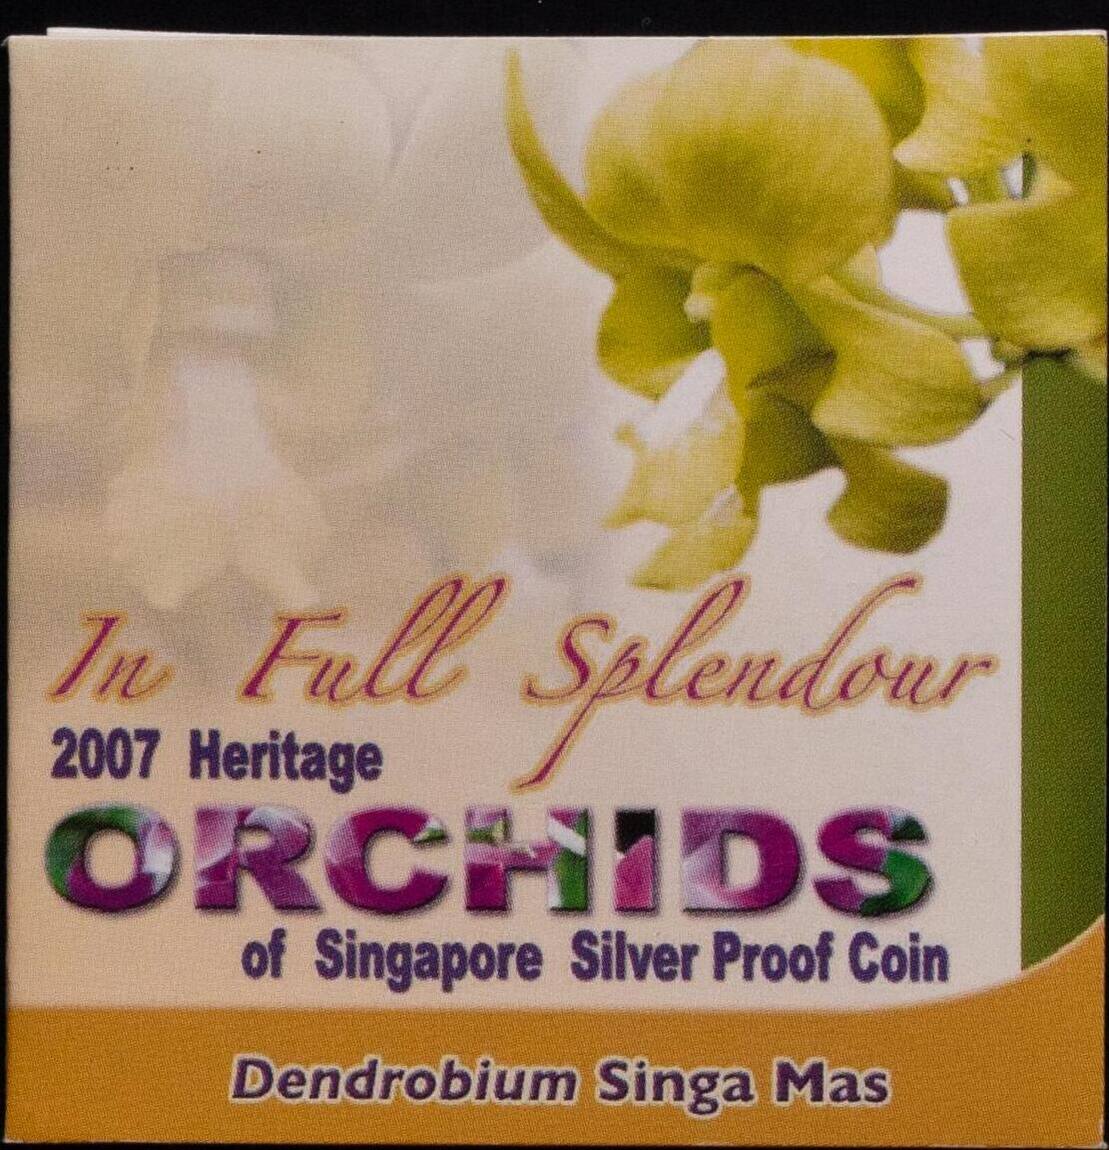 In Full Splendour
2007 Heritage
ORCHIDS
of Singapore Silver Proof Coin
Dendrobium Singa Mas